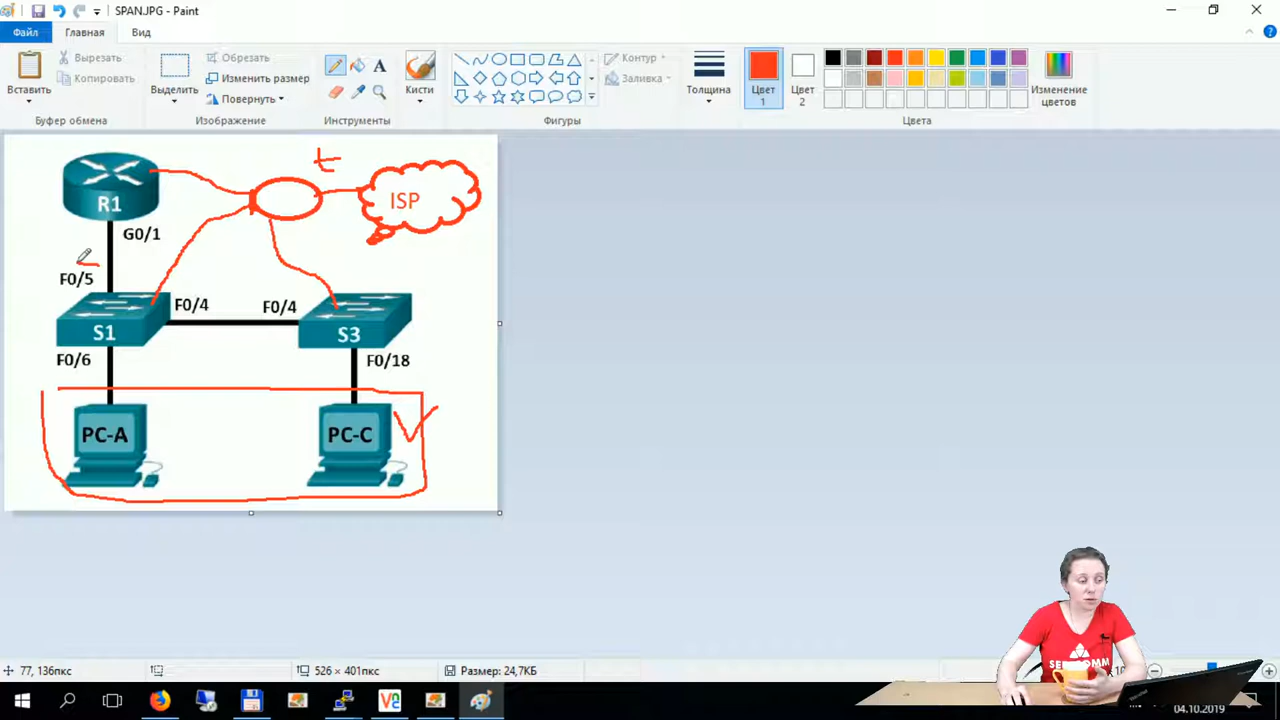 SPAN.JPG - Paint
Файл
Главная
Вид
Вставить
Вырезать
Копировать
Буфер обмена
Выделить
Обрезать
Изменить размер
Повернуть
Изображение
Инструменты
Кисти
Фигуры
Контур
Заливка
Толщина
Цвет 1
Цвет 2
Изменение цветов
Цвета
R1
G0/1
t
ISP
F0/5
F0/4
F0/4
S1
S3
F0/6
F0/18
PC-A
PC-C
77, 136пкс
526 × 401пкс
Размер: 24,7КБ
04.10.2019